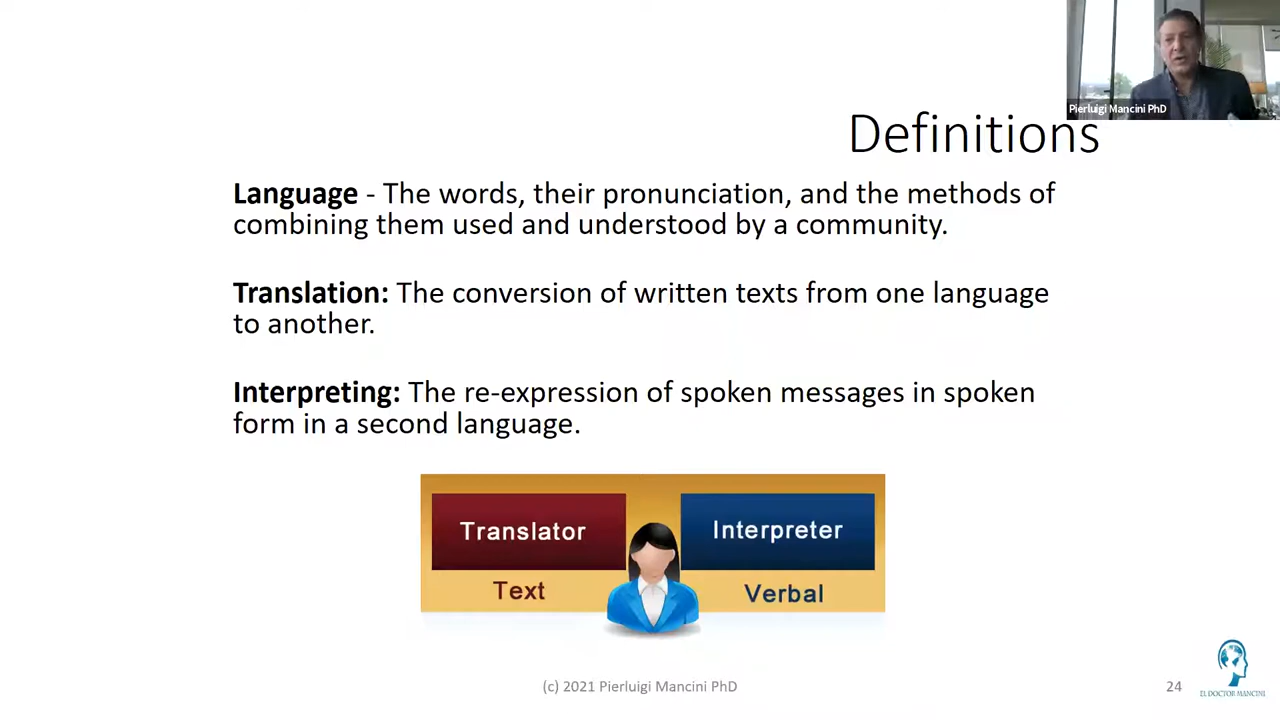 Pierluigi Mancini PhD
Definitions
Language - The words, their pronunciation, and the methods of
combining them used and understood by a community.
Translation: The conversion of written texts from one language
to another.
Interpreting: The re-expression of spoken messages in spoken
form in a second language.
Translator
Interpreter
Text
Verbal
(c) 2021 Pierluigi Mancini PhD
24
EL DOCTOR MANCINI